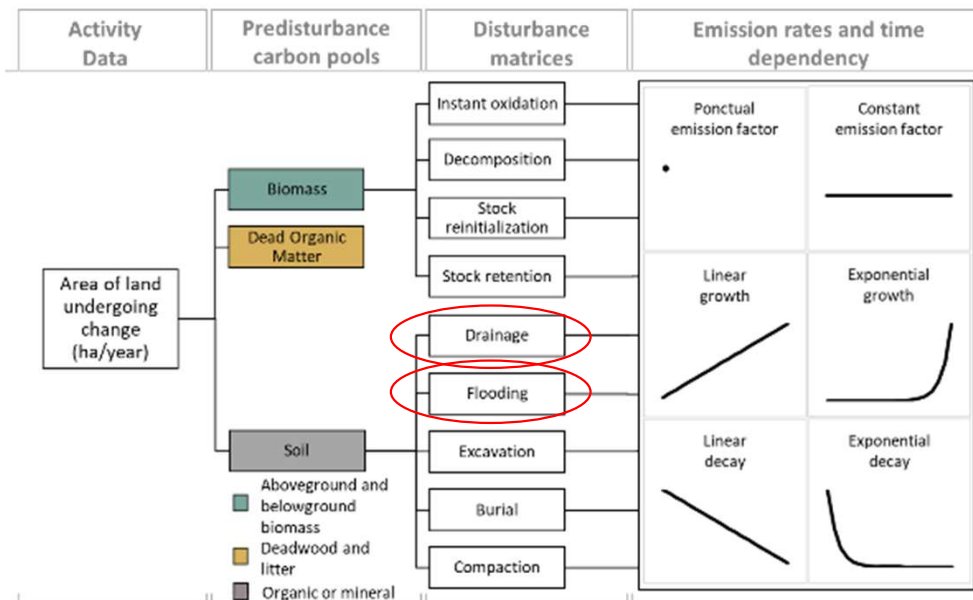 Activity
Data
Predisturbance
carbon pools
Disturbance
matrices
Emission rates and time
dependency
Area of land
undergoing
change
(ha/year)
Biomass
Dead Organic
Matter
Soil
Aboveground and
belowground
biomass
Deadwood and
litter
Organic or mineral
Instant oxidation
Decomposition
Stock
reinitialization
Stock retention
Drainage
Flooding
Excavation
Burial
Compaction
Ponctual
emission factor
Constant
emission factor
Linear
growth
Exponential
growth
Linear
decay
Exponential
decay